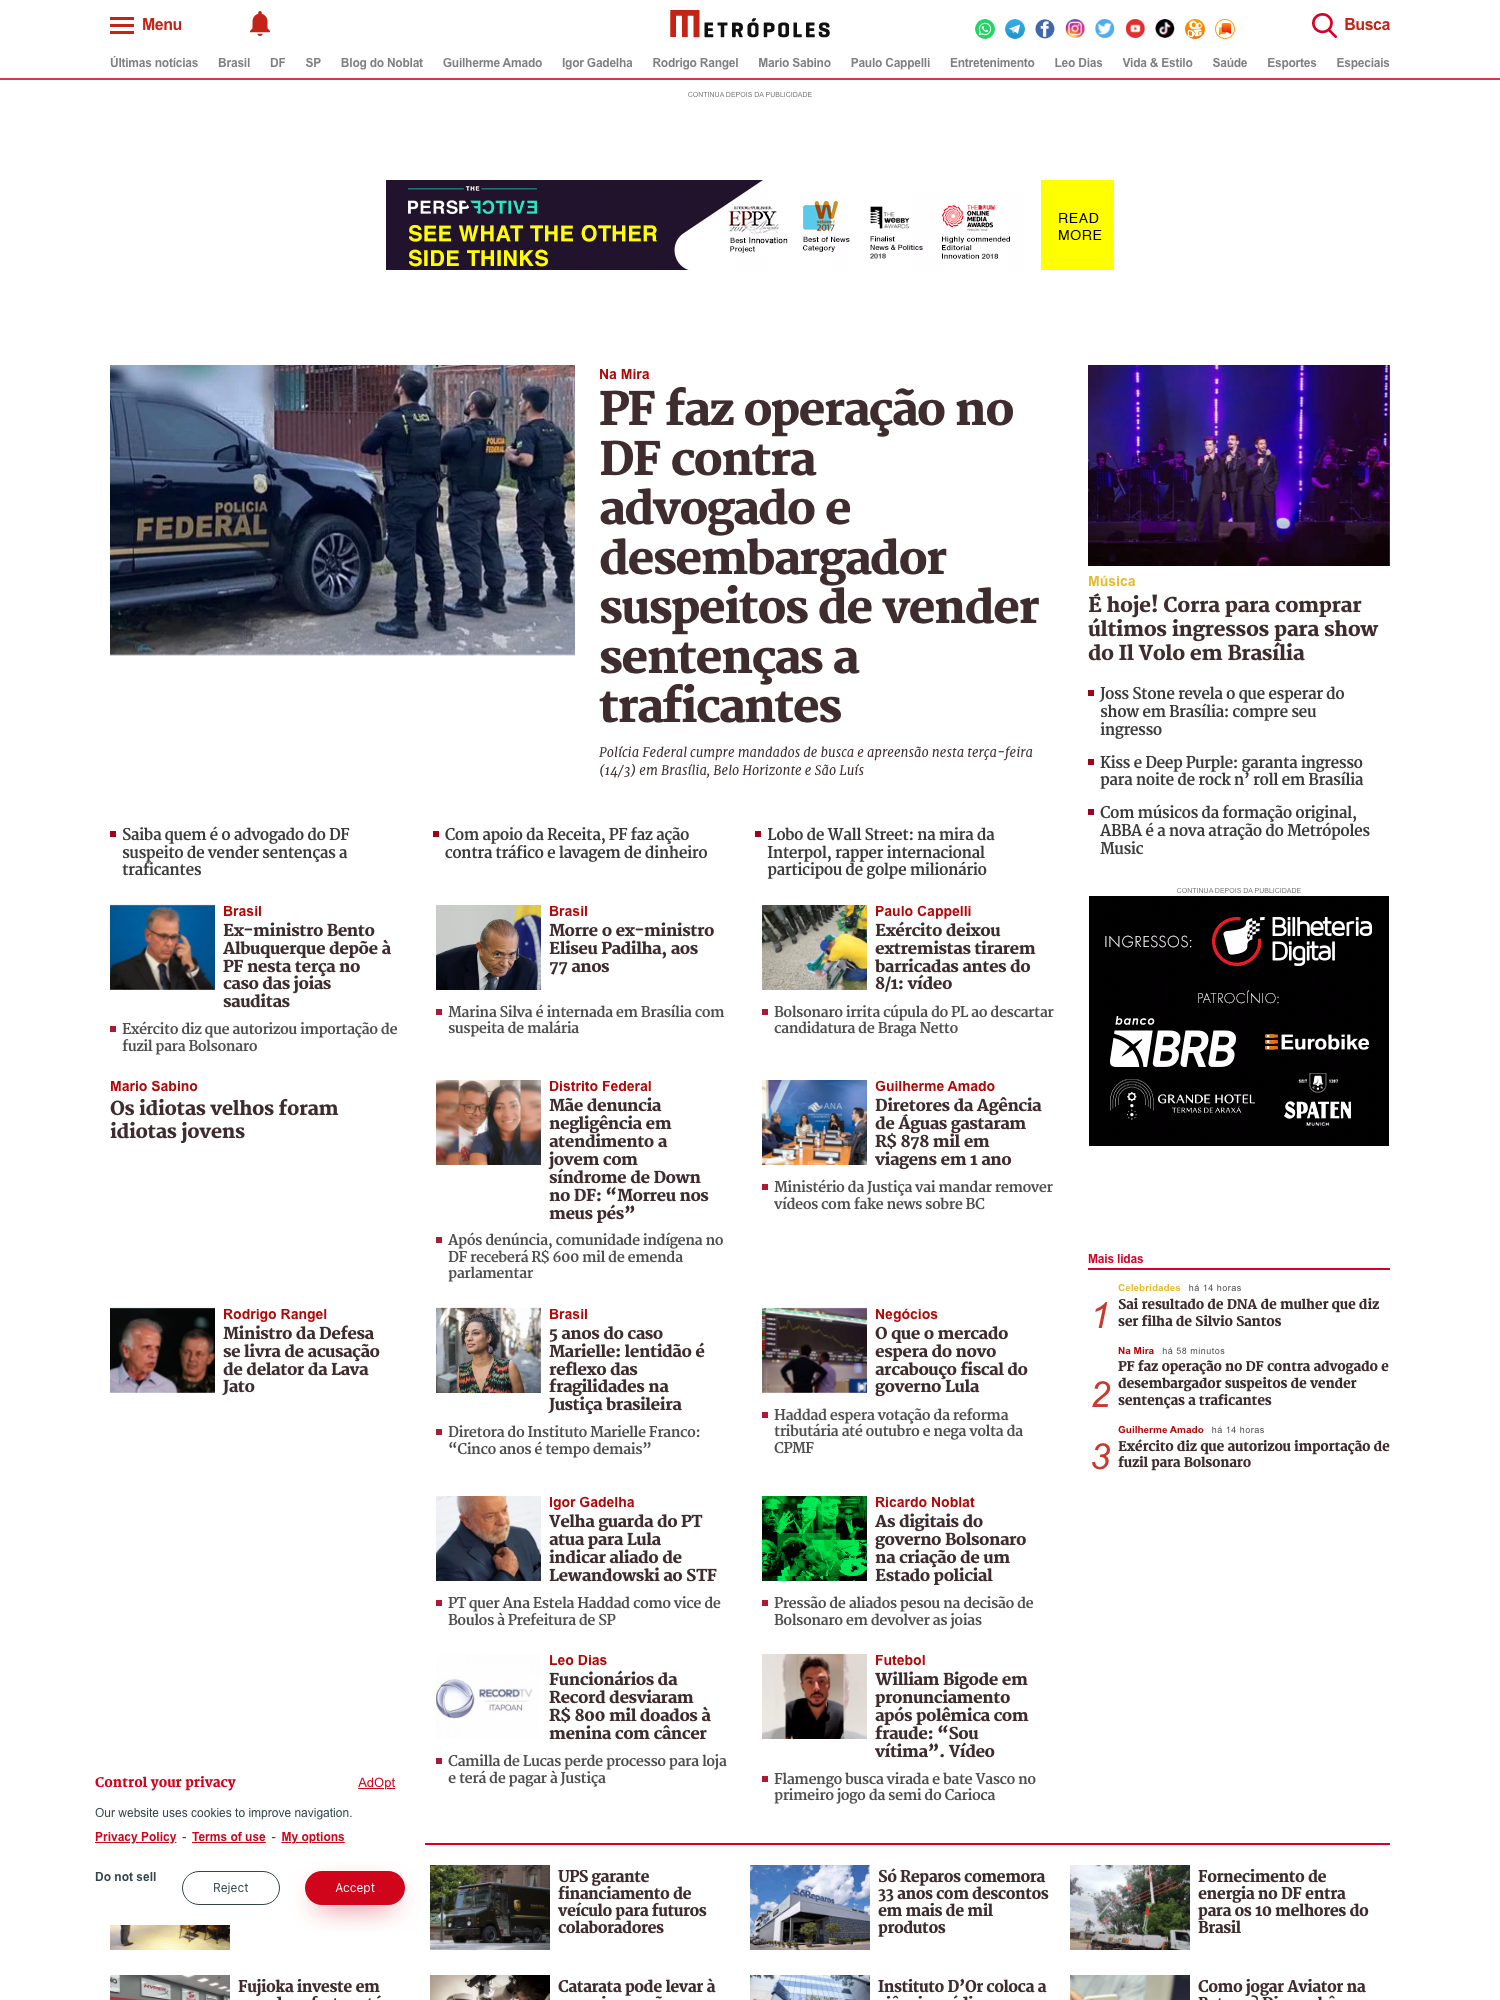 Menu
METRÓPOLES
Busca
Últimas notícias Brasil DF SP Blog do Noblat Guilherme Amado Igor Gadelha Rodrigo Rangel Mario Sabino Paulo Cappelli Entretenimento Leo Dias Vida & Estilo Saúde Esportes Especiais
CONTINUA DEPOIS DA PUBLICIDADE
THE
PERSPECTIVE
SEE WHAT THE OTHER
SIDE THINKS
EPPY
2017
Best Innovation
Project
W
2017
Best of News
Category
THE
WEBBY
AWARDS
Finalist
News & Politics
2018
THE DRUM
ONLINE
MEDIA
AWARDS
Highly commended
Editorial
Innovation 2018
READ
MORE
POLICIA
FEDERAL
Na Mira
PF faz operação no
DF contra
advogado e
desembargador
suspeitos de vender
sentenças a
traficantes
Polícia Federal cumpre mandados de busca e apreensão nesta terça-feira
(14/3) em Brasília, Belo Horizonte e São Luís
Música
É hoje! Corra para comprar
últimos ingressos para show
do Il Volo em Brasília
Joss Stone revela o que esperar do
show em Brasília: compre seu
ingresso
Kiss e Deep Purple: garanta ingresso
para noite de rock n’ roll em Brasília
Com músicos da formação original,
ABBA é a nova atração do Metrópoles
Music
Saiba quem é o advogado do DF
suspeito de vender sentenças a
traficantes
Com apoio da Receita, PF faz ação
contra tráfico e lavagem de dinheiro
Lobo de Wall Street: na mira da
Interpol, rapper internacional
participou de golpe milionário
Brasil
Ex-ministro Bento
Albuquerque depõe à
PF nesta terça no
caso das joias
sauditas
Exército diz que autorizou importação de
fuzil para Bolsonaro
Brasil
Morre o ex-ministro
Eliseu Padilha, aos
77 anos
Marina Silva é internada em Brasília com
suspeita de malária
Paulo Cappelli
Exército deixou
extremistas tirarem
barricadas antes do
8/1: vídeo
Bolsonaro irrita cúpula do PL ao descartar
candidatura de Braga Netto
CONTINUA DEPOIS DA PUBLICIDADE
INGRESSOS:
Bilheteria
Digital
PATROCÍNIO:
banco
BRB
Eurobike
GRANDE HOTEL
TERMAS DE ARAXÁ
SPATEN
MUNICH
Mario Sabino
Os idiotas velhos foram
idiotas jovens
Distrito Federal
Mãe denuncia
negligência em
atendimento a
jovem com
síndrome de Down
no DF: “Morreu nos
meus pés”
Após denúncia, comunidade indígena no
DF receberá R$ 600 mil de emenda
parlamentar
ANA
Guilherme Amado
Diretores da Agência
de Águas gastaram
R$ 878 mil em
viagens em 1 ano
Ministério da Justiça vai mandar remover
vídeos com fake news sobre BC
Mais lidas
Celebridades há 14 horas
1 Sai resultado de DNA de mulher que diz
ser filha de Silvio Santos
Na Mira há 58 minutos
PF faz operação no DF contra advogado e
2 desembargador suspeitos de vender
sentenças a traficantes
Guilherme Amado há 14 horas
3 Exército diz que autorizou importação de
fuzil para Bolsonaro
Rodrigo Rangel
Ministro da Defesa
se livra de acusação
de delator da Lava
Jato
Brasil
5 anos do caso
Marielle: lentidão é
reflexo das
fragilidades na
Justiça brasileira
Diretora do Instituto Marielle Franco:
“Cinco anos é tempo demais”
Negócios
O que o mercado
espera do novo
arcabouço fiscal do
governo Lula
Haddad espera votação da reforma
tributária até outubro e nega volta da
CPMF
Igor Gadelha
Velha guarda do PT
atua para Lula
indicar aliado de
Lewandowski ao STF
PT quer Ana Estela Haddad como vice de
Boulos à Prefeitura de SP
Ricardo Noblat
As digitais do
governo Bolsonaro
na criação de um
Estado policial
Pressão de aliados pesou na decisão de
Bolsonaro em devolver as joias
RECORDTV
ITAPOAN
Leo Dias
Funcionários da
Record desviaram
R$ 800 mil doados à
menina com câncer
Camilla de Lucas perde processo para loja
e terá de pagar à Justiça
Futebol
William Bigode em
pronunciamento
após polêmica com
fraude: “Sou
vítima”. Vídeo
Flamengo busca virada e bate Vasco no
primeiro jogo da semi do Carioca
Control your privacy
AdOpt
Our website uses cookies to improve navigation.
Privacy Policy - Terms of use - My options
Do not sell
Reject
Accept
UPS garante
financiamento de
veículo para futuros
colaboradores
SóReparos
Só Reparos comemora
33 anos com descontos
em mais de mil
produtos
Fornecimento de
energia no DF entra
para os 10 melhores do
Brasil
Fujioka investe em
Catarata pode levar à
Instituto D’Or coloca a
Como jogar Aviator na